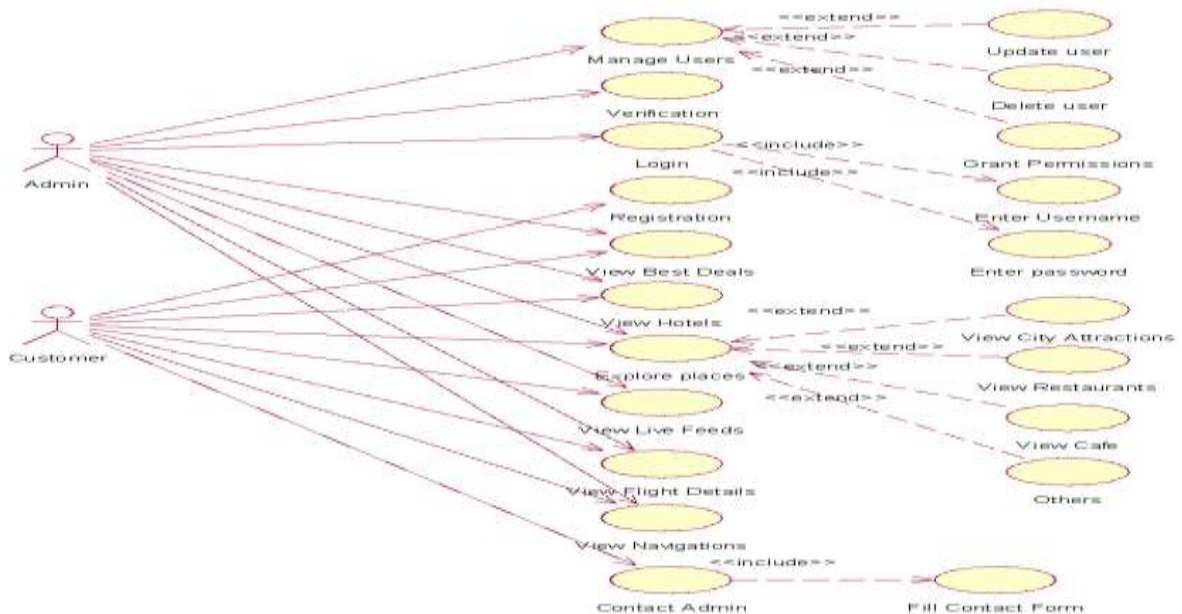 <<extend>>
Update user
<<extend>>
Manage Users
<<extend>>
Delete user
Verification
Grant Permissions
<<include>>
Login
<<include>>
Admin
Enter Username
Registration
Enter password
View Best Deals
<<extend>>
View Hotels
View City Attractions
<<extend>>
Customer
Explore places
<<extend>>
View Restaurants
<<extend>>
View Live Feeds
View Cafe
View Flight Details
Others
View Navigations
<<include>>
Contact Admin
Fill Contact Form